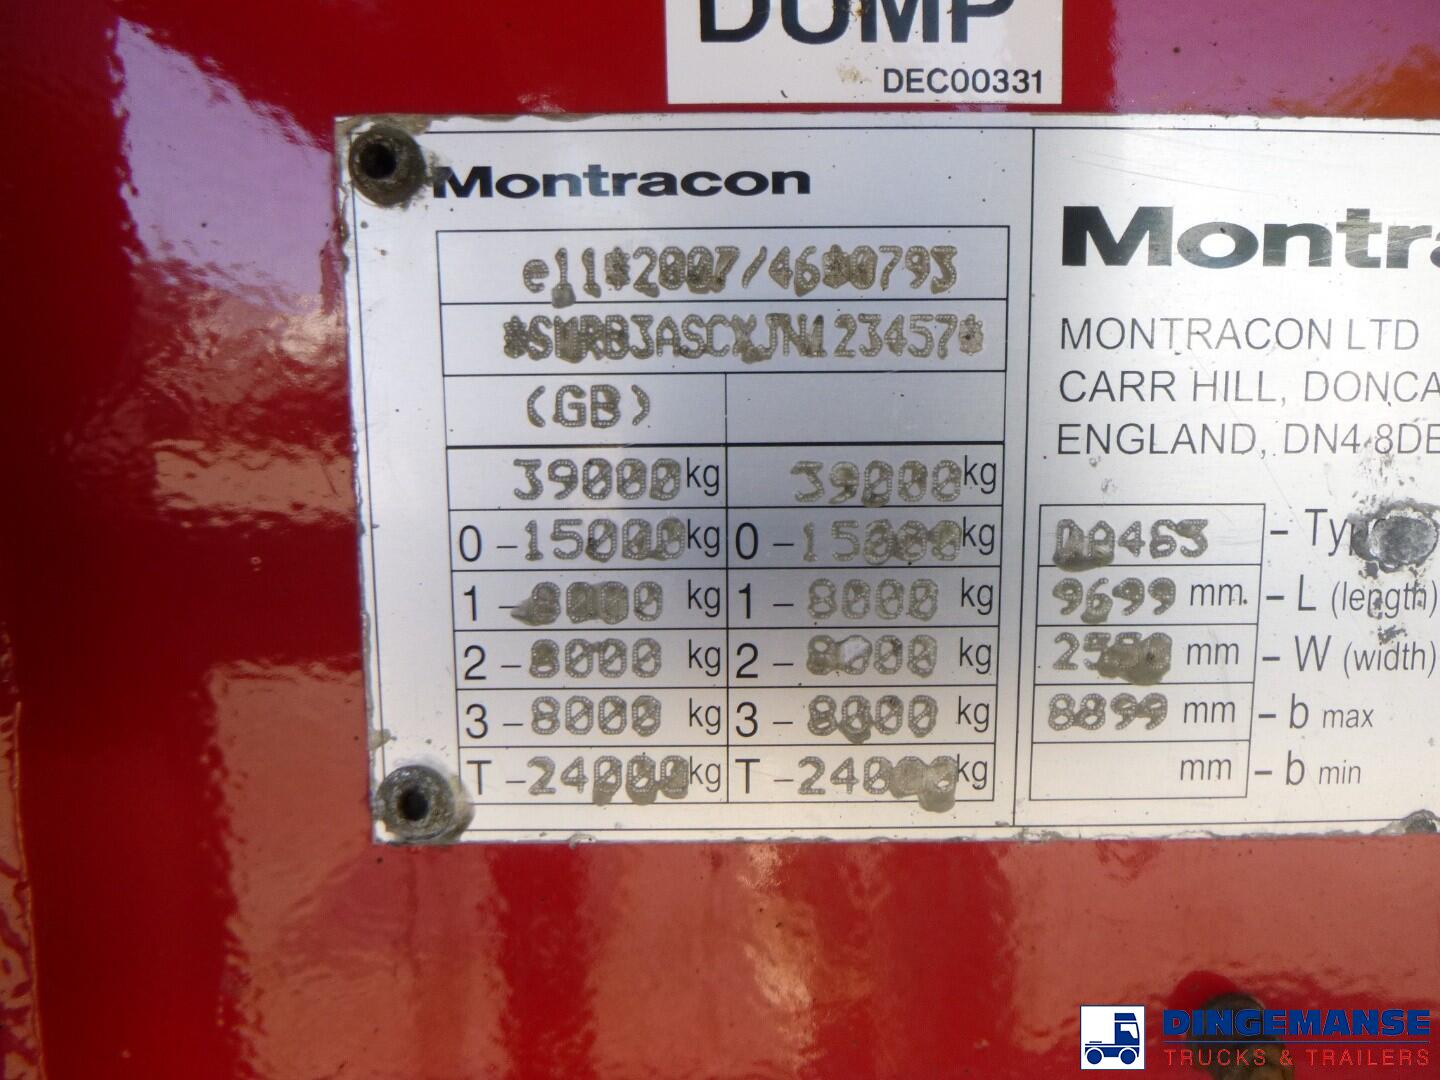 DUMP
DEC00331
Montracon
e11*2007/46*0793
*SMRB3ASCXJN123457*
(GB)
39000kg 39000kg
0 - 15000kg 0 - 15000kg
1 - 8000 kg 1 - 8000 kg
2 - 8000 kg 2 - 8000 kg
3 - 8000 kg 3 - 8000 kg
T - 24000kg T - 24000kg
Montra
MONTRACON LTD
CARR HILL, DONCA
ENGLAND, DN4 8DE
- Typ
9699 mm. - L (length)
mm - W (width)
8899 mm - b max
mm - b min
DINGEMANSE
TRUCKS & TRAILERS